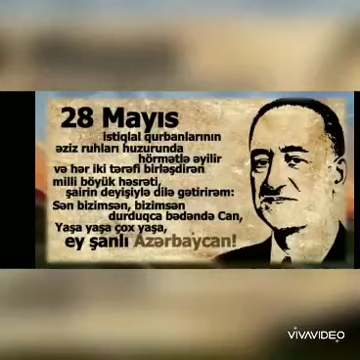 28 Mayıs
istiqlal qurbanlarının
əziz ruhları huzurunda
hörmətlə əyilir
və hər iki tərəfi birləşdirən
milli böyük həsrəti,
şairin deyişiylə dilə gətirirəm:
Sən bizimsən, bizimsən
durduqca bədəndə Can,
Yaşa yaşa çox yaşa,
ey şanlı Azərbaycan!
VIVAVIDEO